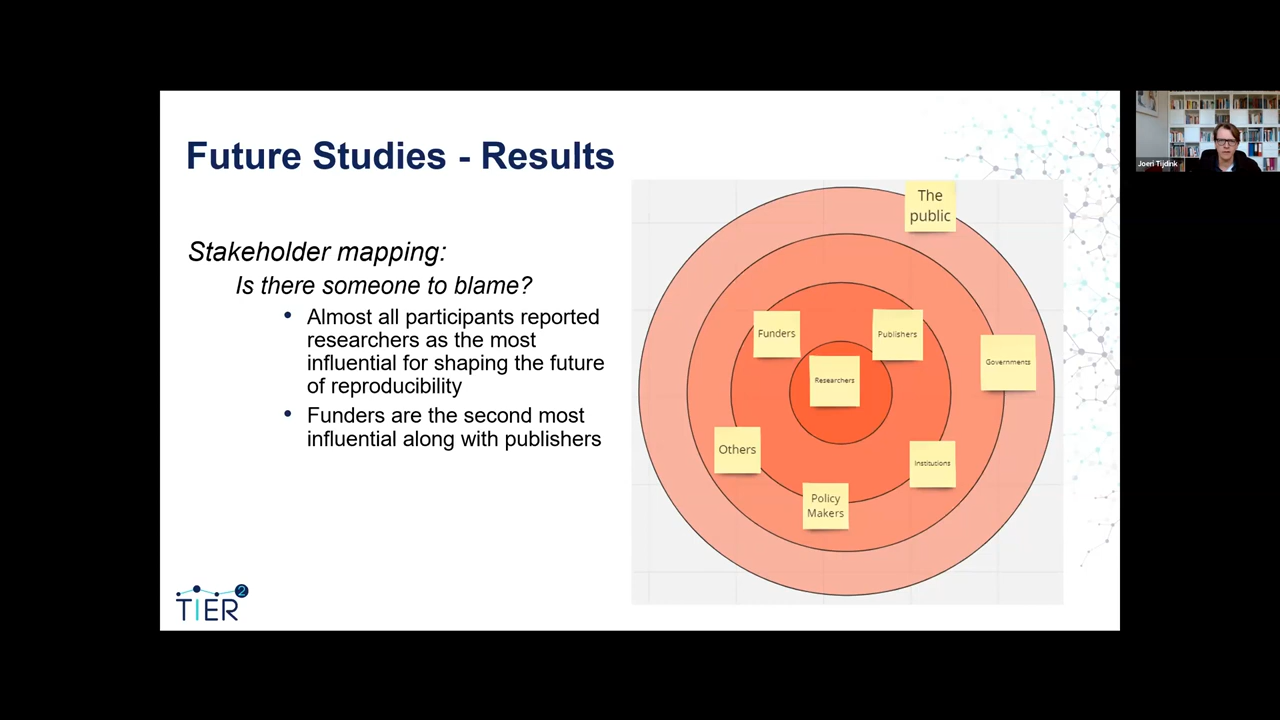 Future Studies - Results
Stakeholder mapping:
Is there someone to blame?
• Almost all participants reported
researchers as the most
influential for shaping the future
of reproducibility
• Funders are the second most
influential along with publishers
The
public
Funders
Publishers
Governments
Researchers
Others
Institutions
Policy
Makers
TIER2
Joeri Tijdink